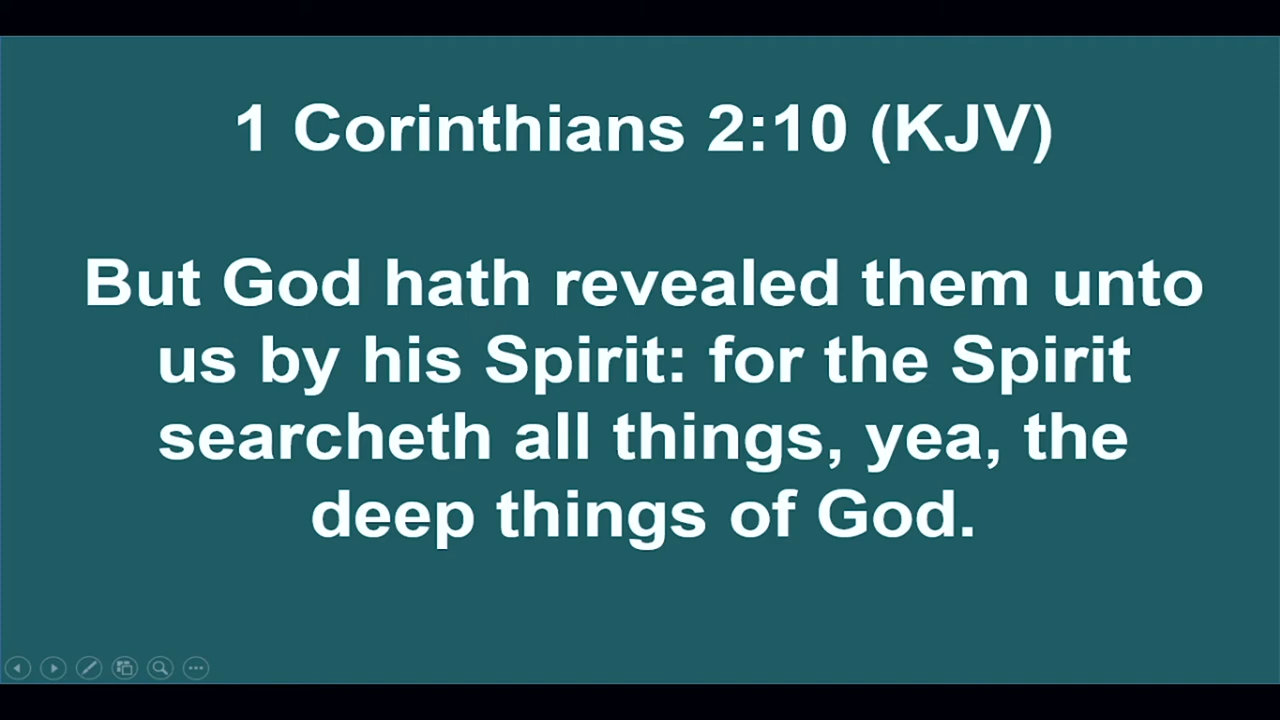 1 Corinthians 2:10 (KJV)
But God hath revealed them unto
us by his Spirit: for the Spirit
searcheth all things, yea, the
deep things of God.